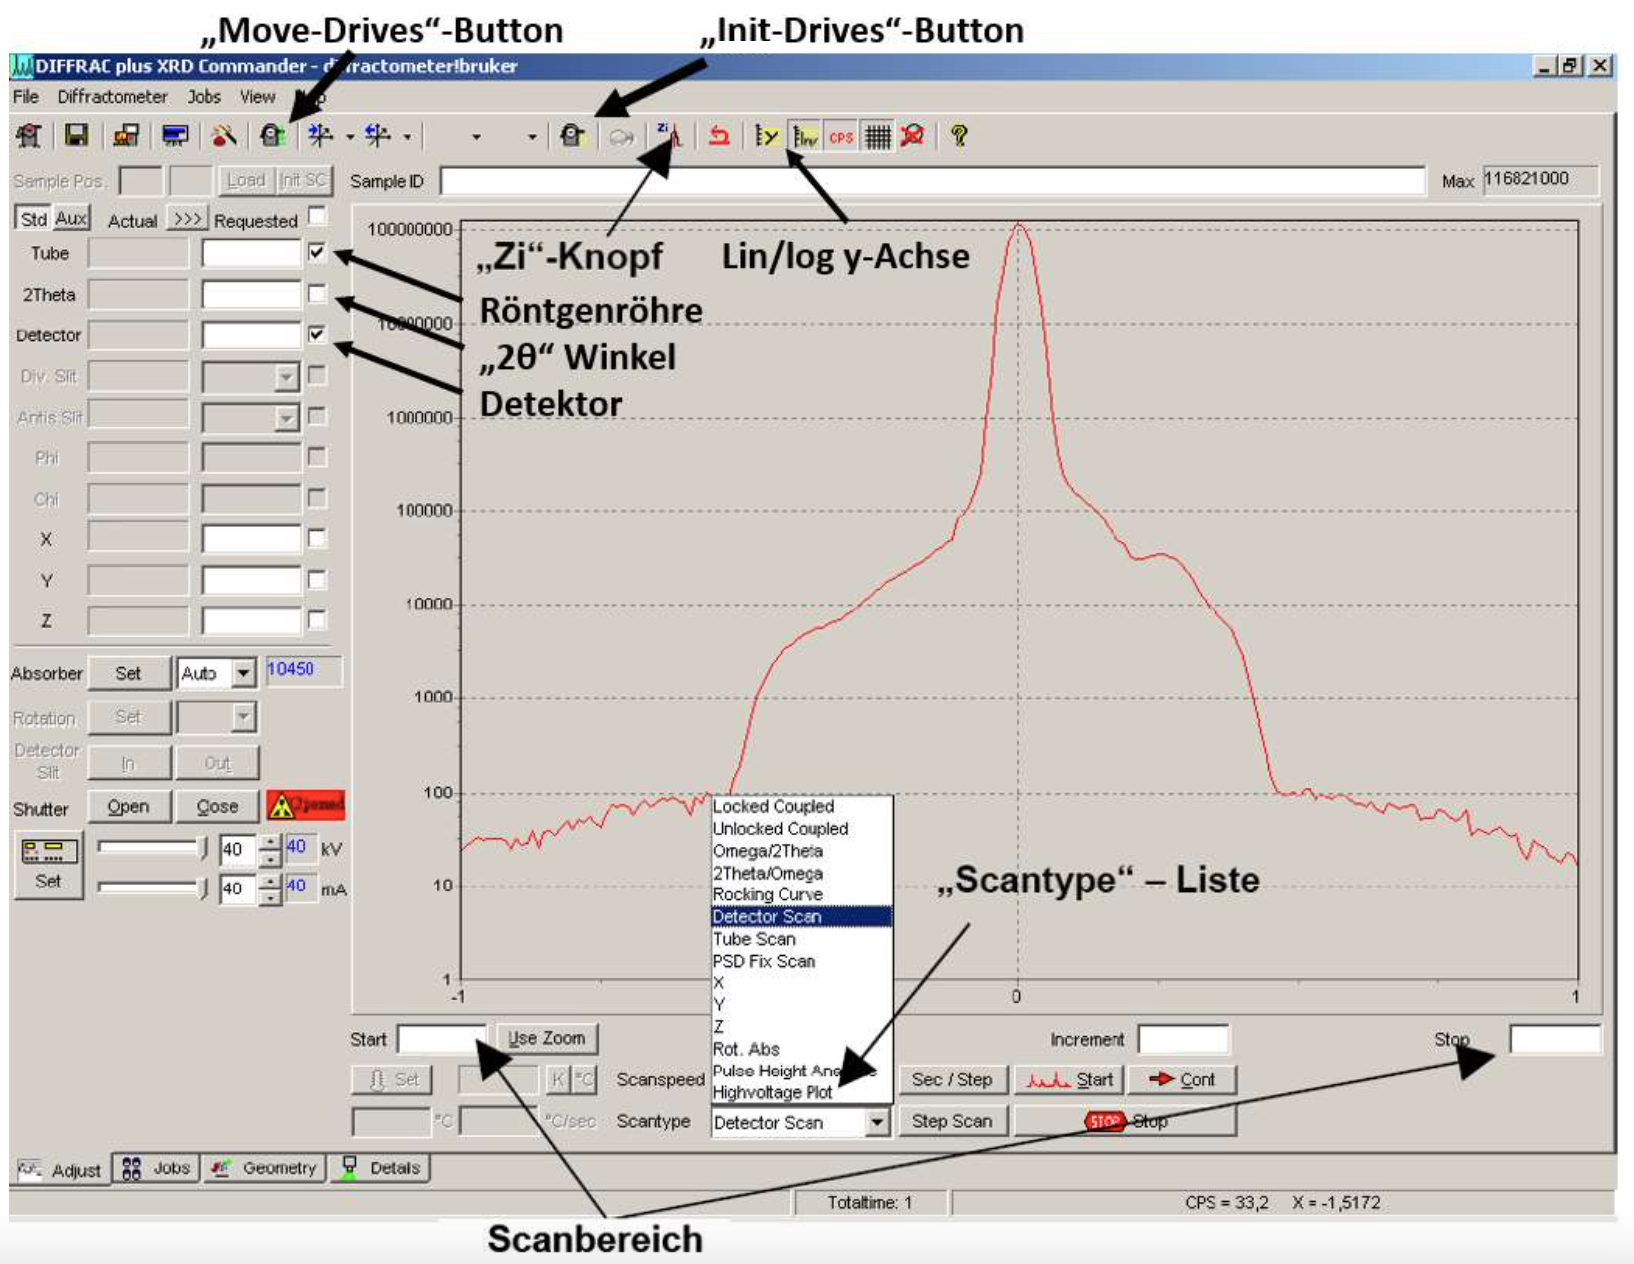 „Move-Drives“-Button
„Init-Drives“-Button
DIFFRAC plus XRD Commander - diffractometer!bruker
File Diffractometer Jobs View
Zi
CPS
Sample Pos. Load Init SC Sample ID Max 116821000
Std Aux Actual >>> Requested
Tube
2Theta
Detector
Div. Slit
Antis.Slit
Phi
Chi
X
Y
Z
„Zi“-Knopf Lin/log y-Achse
Röntgenröhre
„2θ“ Winkel
Detektor
100000000
10000000
1000000
100000
10000
1000
100
10
1
-1 0 1
Absorber Set Auto 10450
Rotation Set
Detector
Slit In Out
Shutter Open Close Opened
40 40 kV
Set
40 40 mA
Locked Coupled
Unlocked Coupled
Omega/2Theta
2Theta/Omega
Rocking Curve
Detector Scan
Tube Scan
PSD Fix Scan
X
Y
Z
Rot. Abs
Pulse Height
Highvoltage Plot
„Scantype“ – Liste
Start Use Zoom Increment Stop
Set K °C Scanspeed Sec / Step Start Cont
°C °C/sec Scantype Detector Scan Step Scan STOP Stop
Adjust Jobs Geometry Details
Totaltime: 1 CPS = 33,2 X = -1,5172
Scanbereich